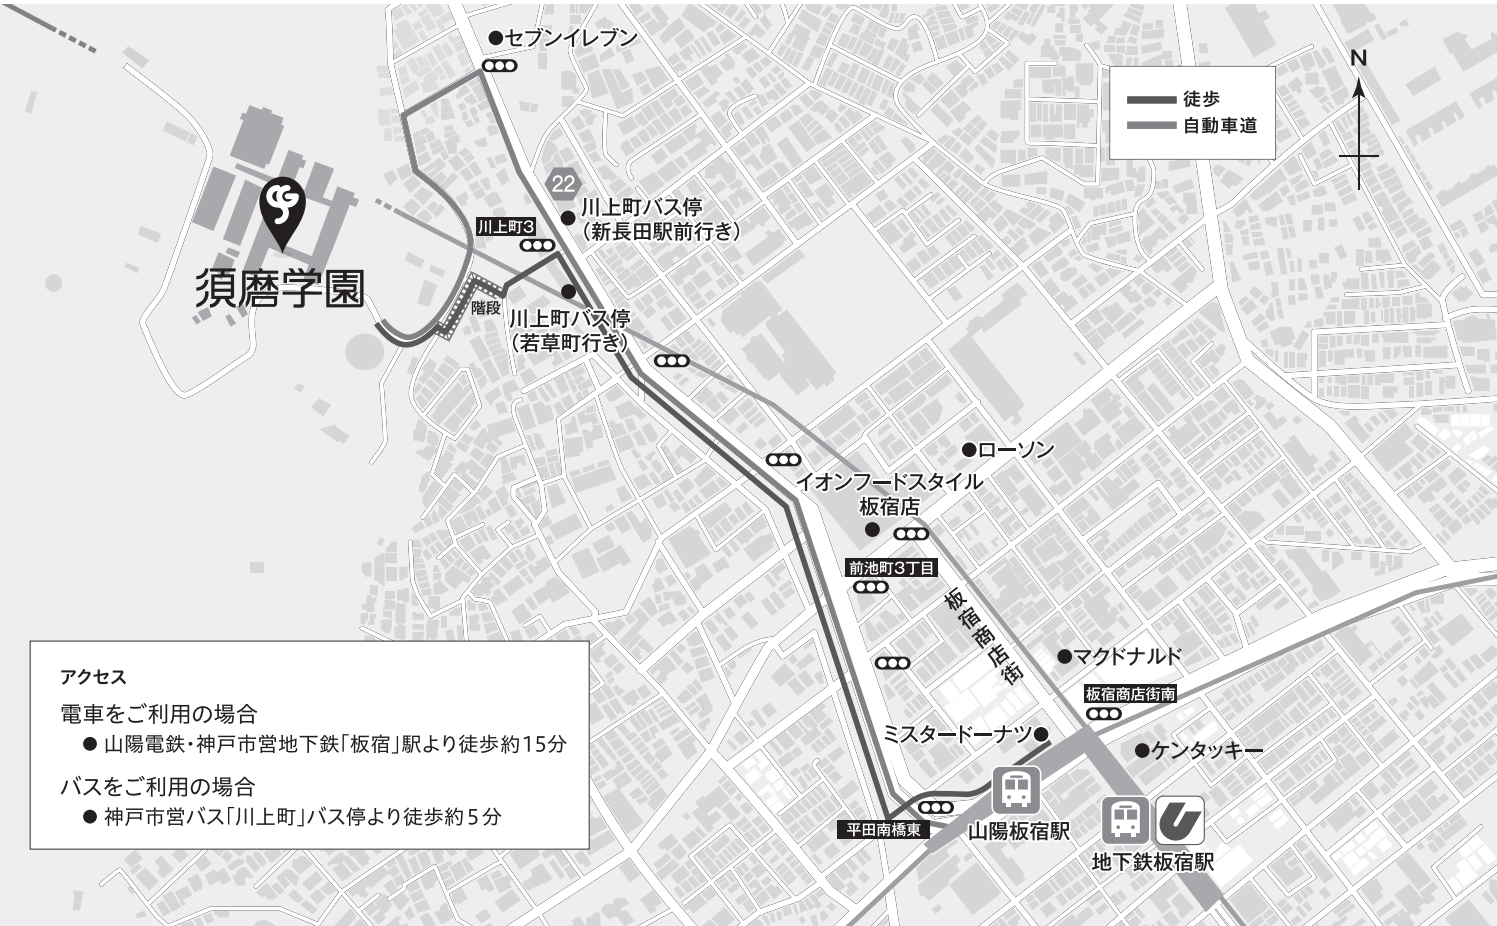 セブンイレブン
N
徒歩
自動車道
22
川上町バス停
（新長田駅前行き）
川上町3
須磨学園
階段
川上町バス停
（若草町行き）
ローソン
イオンフードスタイル
板宿店
前池町3丁目
板宿商店街
マクドナルド
板宿商店街南
ミスタードーナツ
ケンタッキー
平田南橋東
山陽板宿駅
地下鉄板宿駅
アクセス
電車をご利用の場合
● 山陽電鉄・神戸市営地下鉄「板宿」駅より徒歩約15分
バスをご利用の場合
● 神戸市営バス「川上町」バス停より徒歩約5分